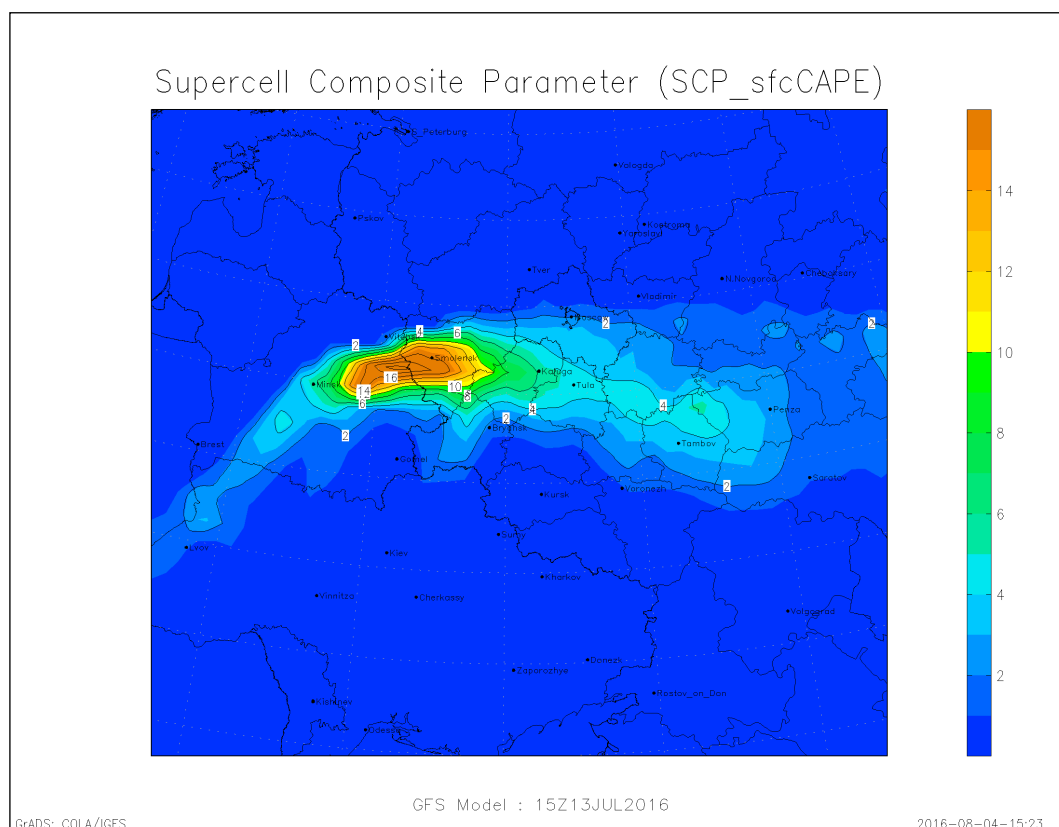 Supercell Composite Parameter (SCP_sfcCAPE)
S. Peterburg
Vologda
Pskov
Kostroma
Yaroslavl
Tver
Cheboksary
N.Novgorod
Vladimir
Moscow
2
2
4
6
2
Vitebsk
Smolensk
16
Minsk
14
10
Kaluga
Tula
6
8
4
4
Penza
2
2
Bryansk
Tambov
Brest
Gomel
Saratov
2
Voronezh
Kursk
Sumy
Lvov
Kiev
Kharkov
Vinnitza
Cherkassy
Volgograd
Donezk
Zaporozhye
Rostov_on_Don
Kishinev
Odessa
14
12
10
8
6
4
2
GFS Model : 15Z13JUL2016
GrADS: COLA/IGES
2016-08-04-15:23